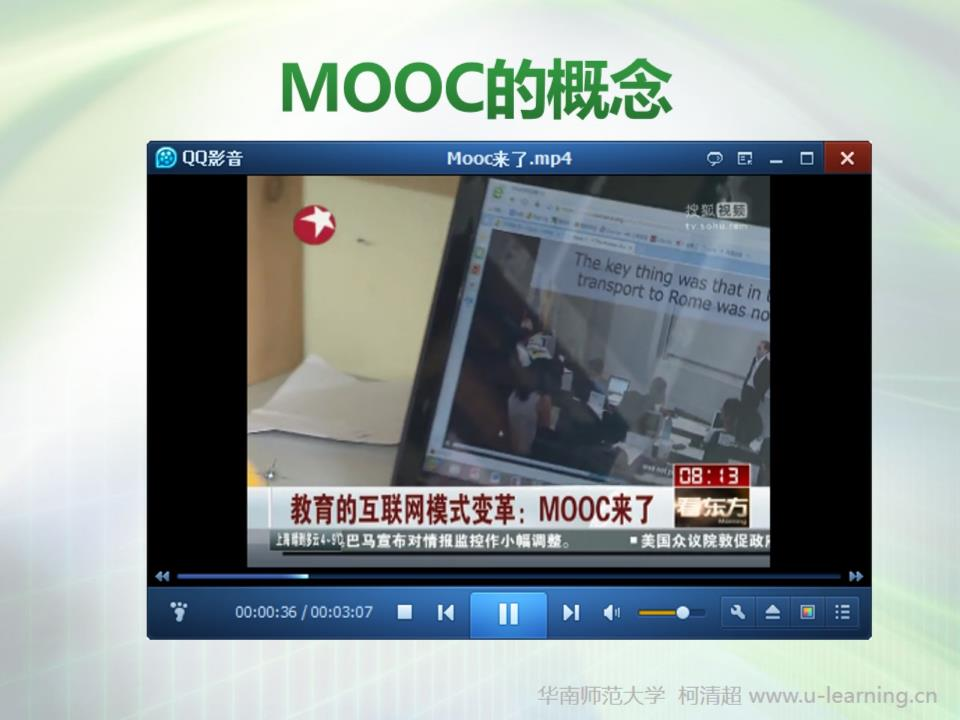 MOOC的概念
QQ影音
Mooc来了.mp4
搜狐视频
tv.sohu.com
The key thing was that in
transport to Rome was no
08:13
教育的互联网模式变革：MOOC来了
看东方
Morning
巴马宣布对情报监控作小幅调整。
■美国众议院敦促政府
00:00:36 / 00:03:07
华南师范大学 柯清超 www.u-learning.cn